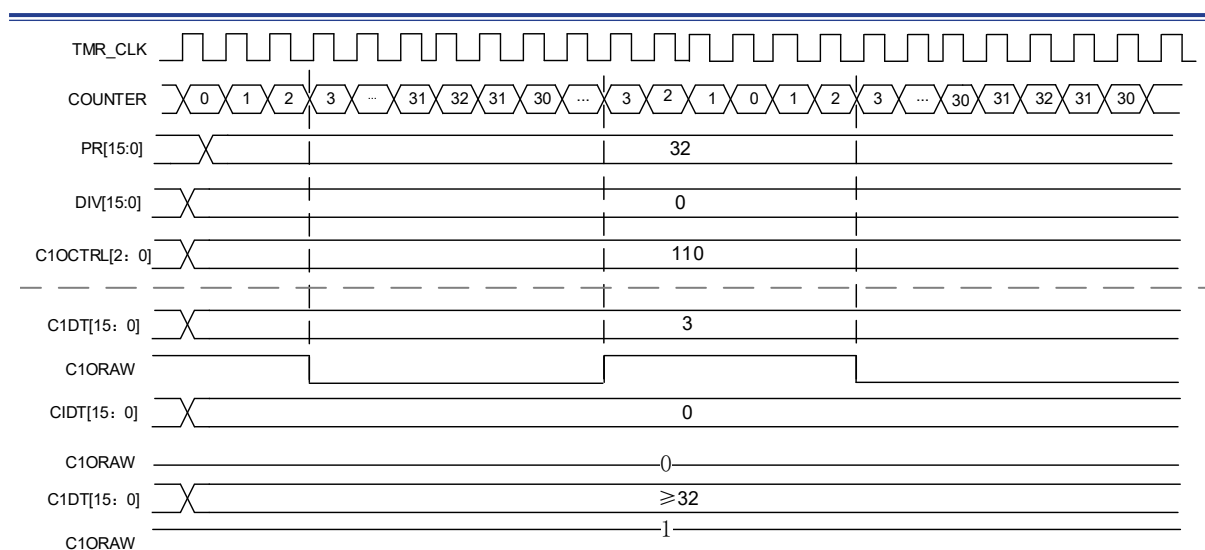 TMR_CLK
COUNTER 0 1 2 3 ... 31 32 31 30 ... 3 2 1 0 1 2 3 ... 30 31 32 31 30
PR[15:0] 32
DIV[15:0] 0
C1OCTRL[2：0] 110
C1DT[15：0] 3
C1ORAW
CIDT[15：0] 0
C1ORAW 0
C1DT[15：0] ≥32
C1ORAW 1